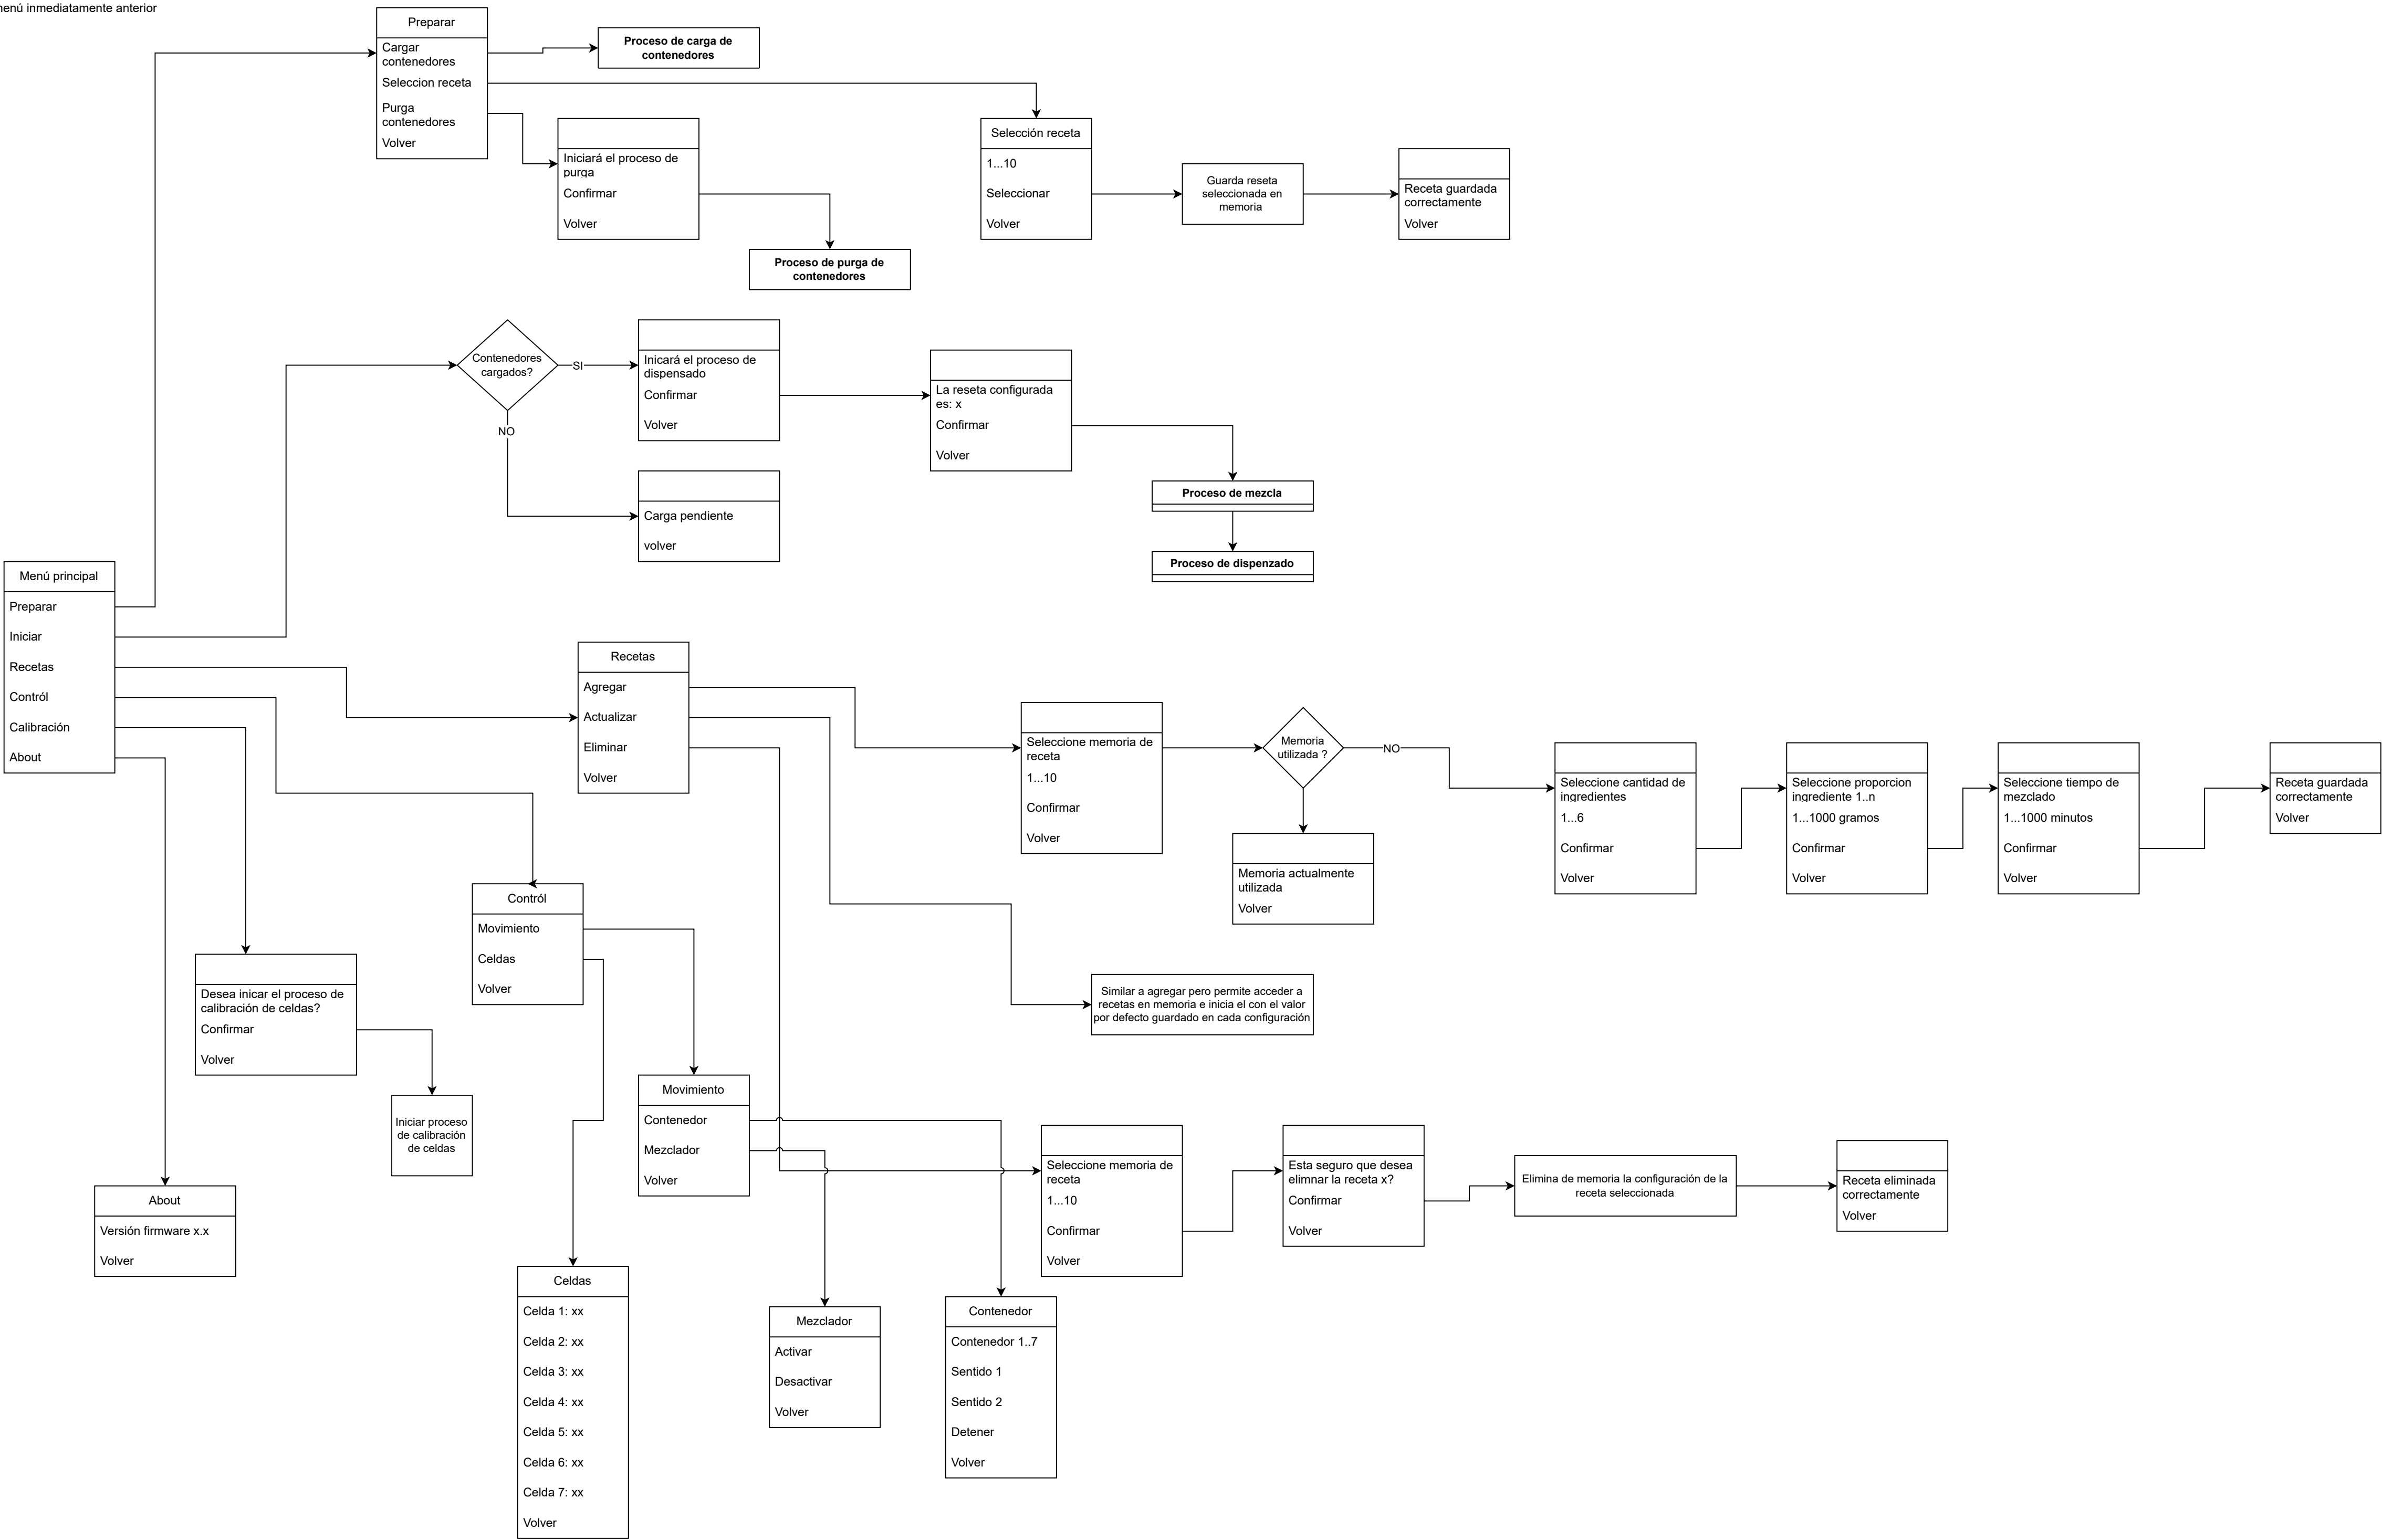 nenú inmediatamente anterior
Preparar
Cargar
contenedores
Seleccion receta
Purga
contenedores
Volver
Proceso de carga de
contenedores
Iniciará el proceso de
purga
Confirmar
Volver
Proceso de purga de
contenedores
Selección receta
1...10
Seleccionar
Volver
Guarda reseta
seleccionada en
memoria
Receta guardada
correctamente
Volver
Contenedores
cargados?
SI
NO
Inicará el proceso de
dispensado
Confirmar
Volver
Carga pendiente
volver
La reseta configurada
es: x
Confirmar
Volver
Proceso de mezcla
Proceso de dispenzado
Menú principal
Preparar
Iniciar
Recetas
Contról
Calibración
About
Recetas
Agregar
Actualizar
Eliminar
Volver
Seleccione memoria de
receta
1...10
Confirmar
Volver
Memoria
utilizada ?
NO
Memoria actualmente
utilizada
Volver
Seleccione cantidad de
ingredientes
1...6
Confirmar
Volver
Seleccione proporcion
ingrediente 1..n
1...1000 gramos
Confirmar
Volver
Seleccione tiempo de
mezclado
1...1000 minutos
Confirmar
Volver
Receta guardada
correctamente
Volver
Similar a agregar pero permite acceder a
recetas en memoria e inicia el con el valor
por defecto guardado en cada configuración
Contról
Movimiento
Celdas
Volver
Desea inicar el proceso de
calibración de celdas?
Confirmar
Volver
Iniciar proceso
de calibración
de celdas
About
Versión firmware x.x
Volver
Movimiento
Contenedor
Mezclador
Volver
Seleccione memoria de
receta
1...10
Confirmar
Volver
Esta seguro que desea
elimnar la receta x?
Confirmar
Volver
Elimina de memoria la configuración de la
receta seleccionada
Receta eliminada
correctamente
Volver
Celdas
Celda 1: xx
Celda 2: xx
Celda 3: xx
Celda 4: xx
Celda 5: xx
Celda 6: xx
Celda 7: xx
Volver
Mezclador
Activar
Desactivar
Volver
Contenedor
Contenedor 1..7
Sentido 1
Sentido 2
Detener
Volver